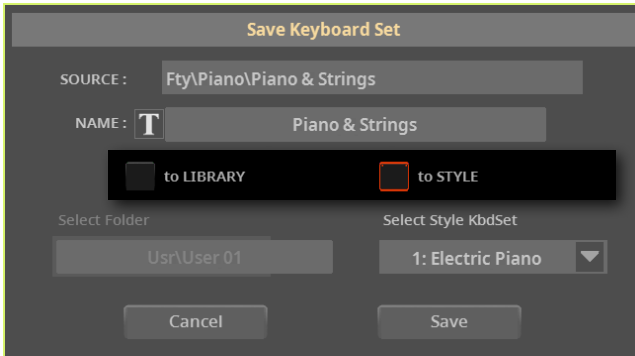 Save Keyboard Set
SOURCE : Fty\Piano\Piano & Strings
NAME : T Piano & Strings
to LIBRARY to STYLE
Select Folder Select Style KbdSet
Usr\User 01 1: Electric Piano
Cancel Save